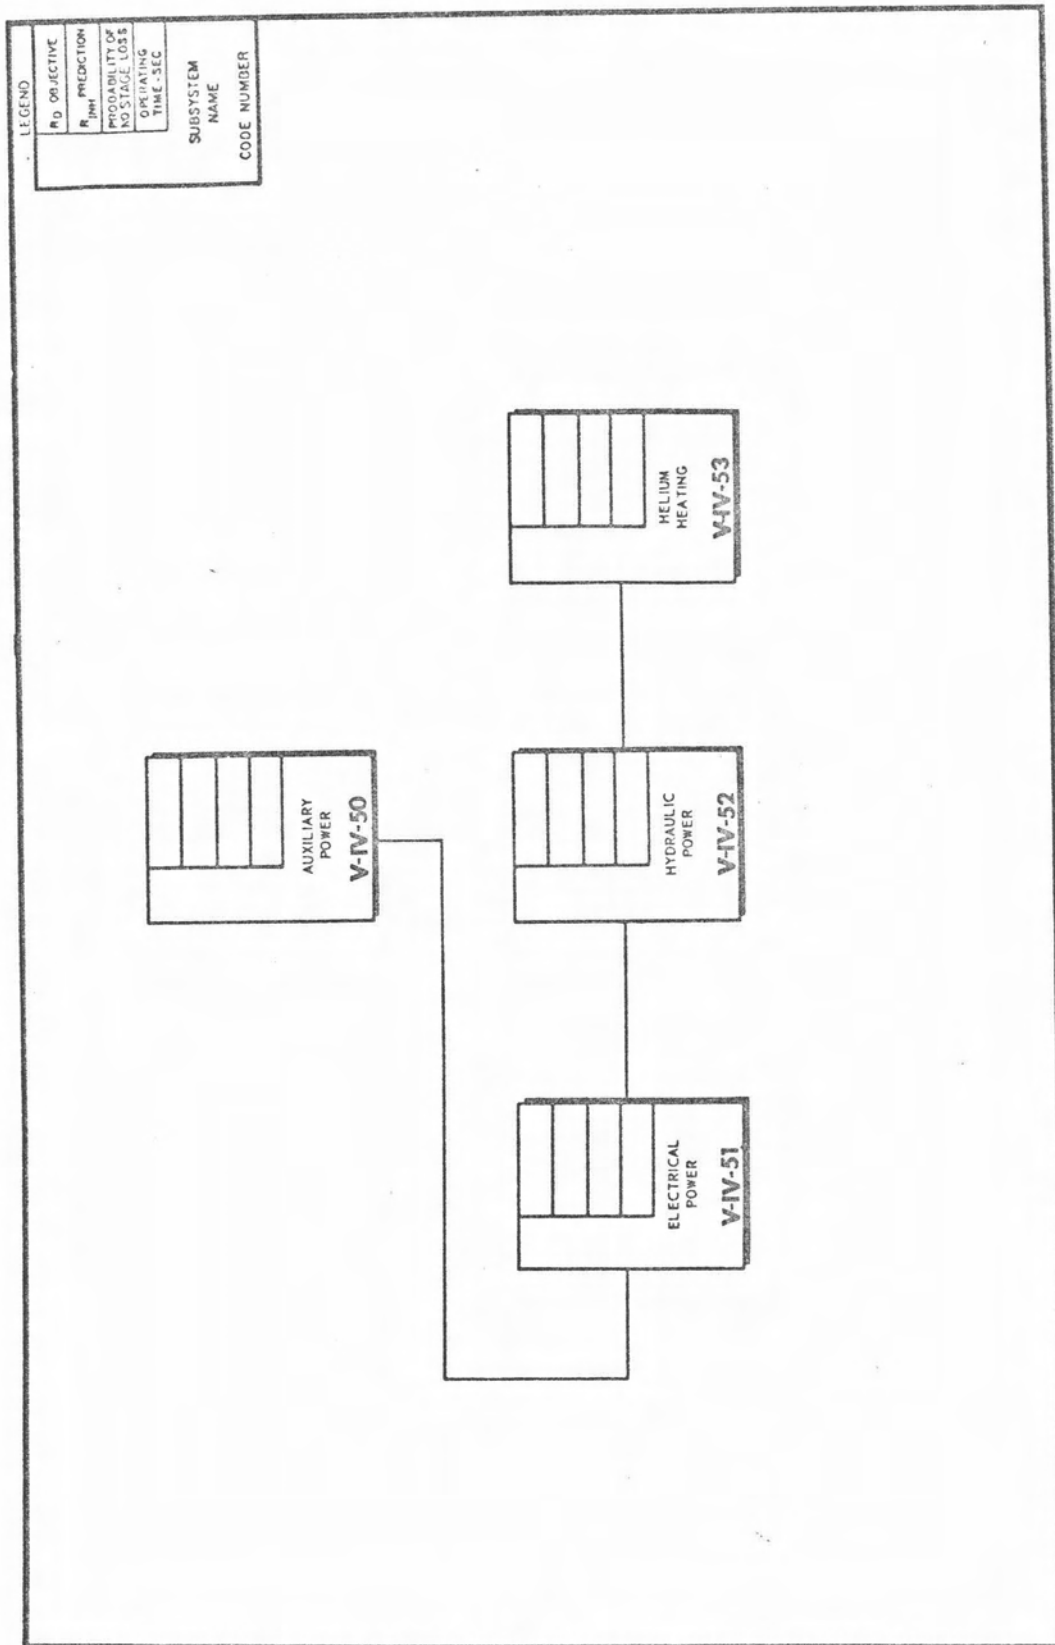 LEGEND
RD OBJECTIVE
RINH PREDICTION
PROBABILITY OF
NO STAGE LOSS
OPERATING
TIME-SEC
SUBSYSTEM
NAME
CODE NUMBER
AUXILIARY
POWER
V-IV-50
ELECTRICAL
POWER
V-IV-51
HYDRAULIC
POWER
V-IV-52
HELIUM
HEATING
V-IV-53